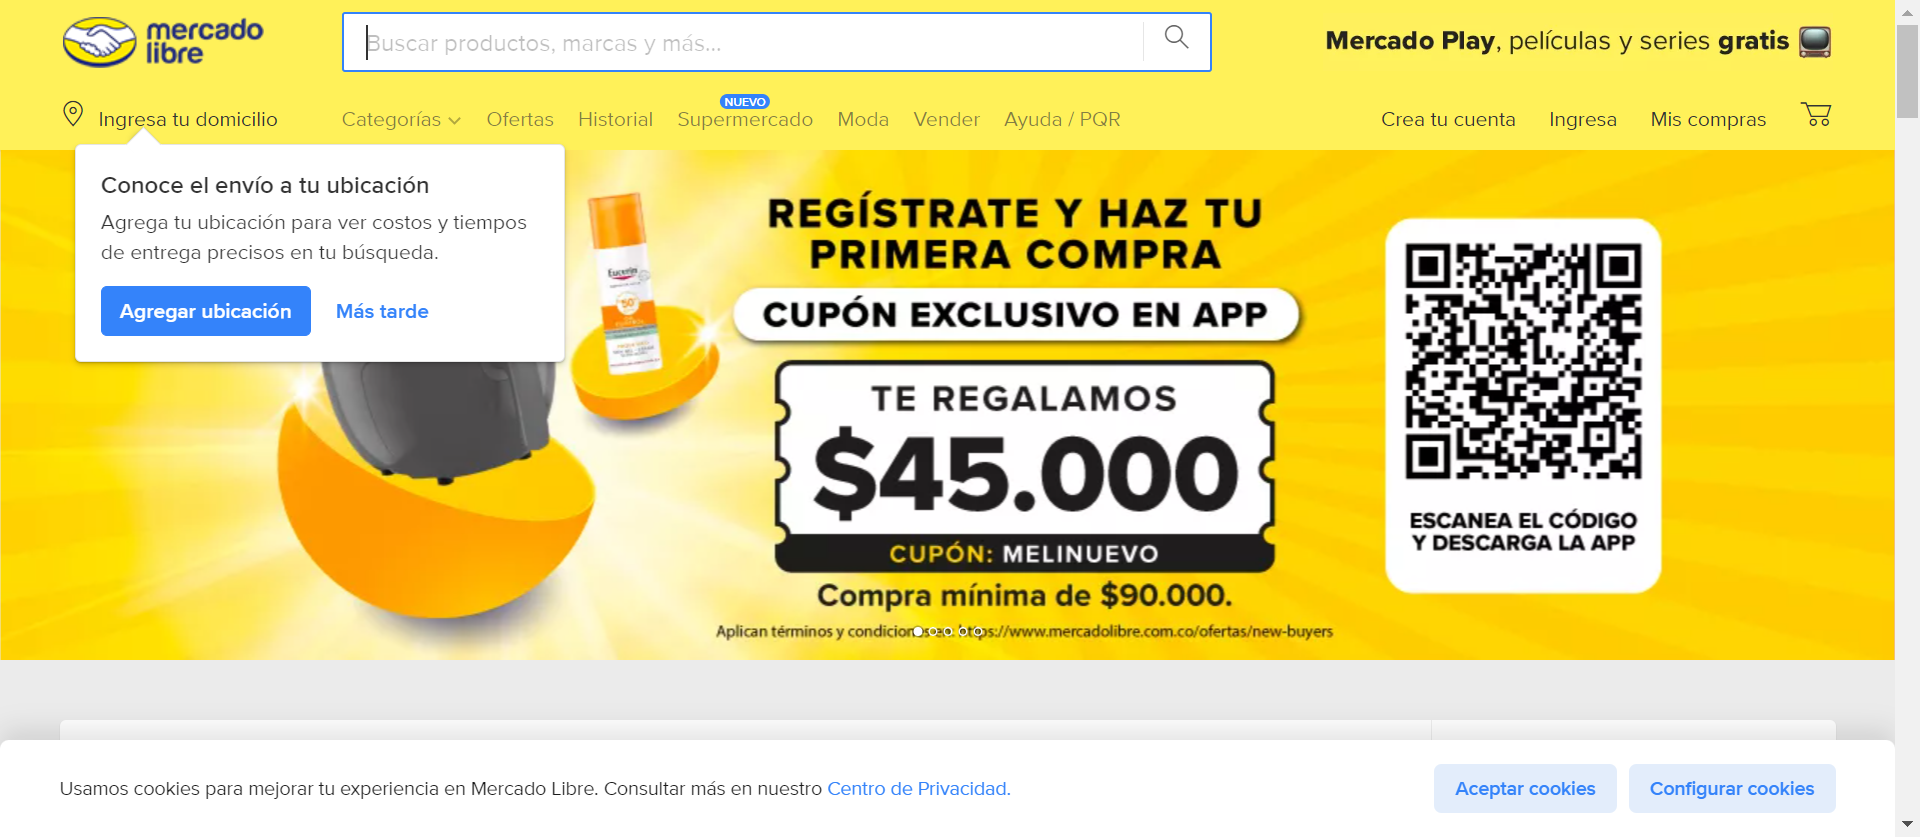 mercado
libre
Buscar productos, marcas y más...
Mercado Play, películas y series gratis
Ingresa tu domicilio
Categorías
Ofertas
Historial
NUEVO
Supermercado
Moda
Vender
Ayuda / PQR
Crea tu cuenta
Ingresa
Mis compras
Conoce el envío a tu ubicación
Agrega tu ubicación para ver costos y tiempos
de entrega precisos en tu búsqueda.
Agregar ubicación
Más tarde
Eucerin
50+
REGÍSTRATE Y HAZ TU
PRIMERA COMPRA
CUPÓN EXCLUSIVO EN APP
TE REGALAMOS
$45.000
CUPÓN: MELINUEVO
Compra mínima de $90.000.
Aplican términos y condiciones en https://www.mercadolibre.com.co/ofertas/new-buyers
ESCANEA EL CÓDIGO
Y DESCARGA LA APP
Usamos cookies para mejorar tu experiencia en Mercado Libre. Consultar más en nuestro Centro de Privacidad.
Aceptar cookies
Configurar cookies